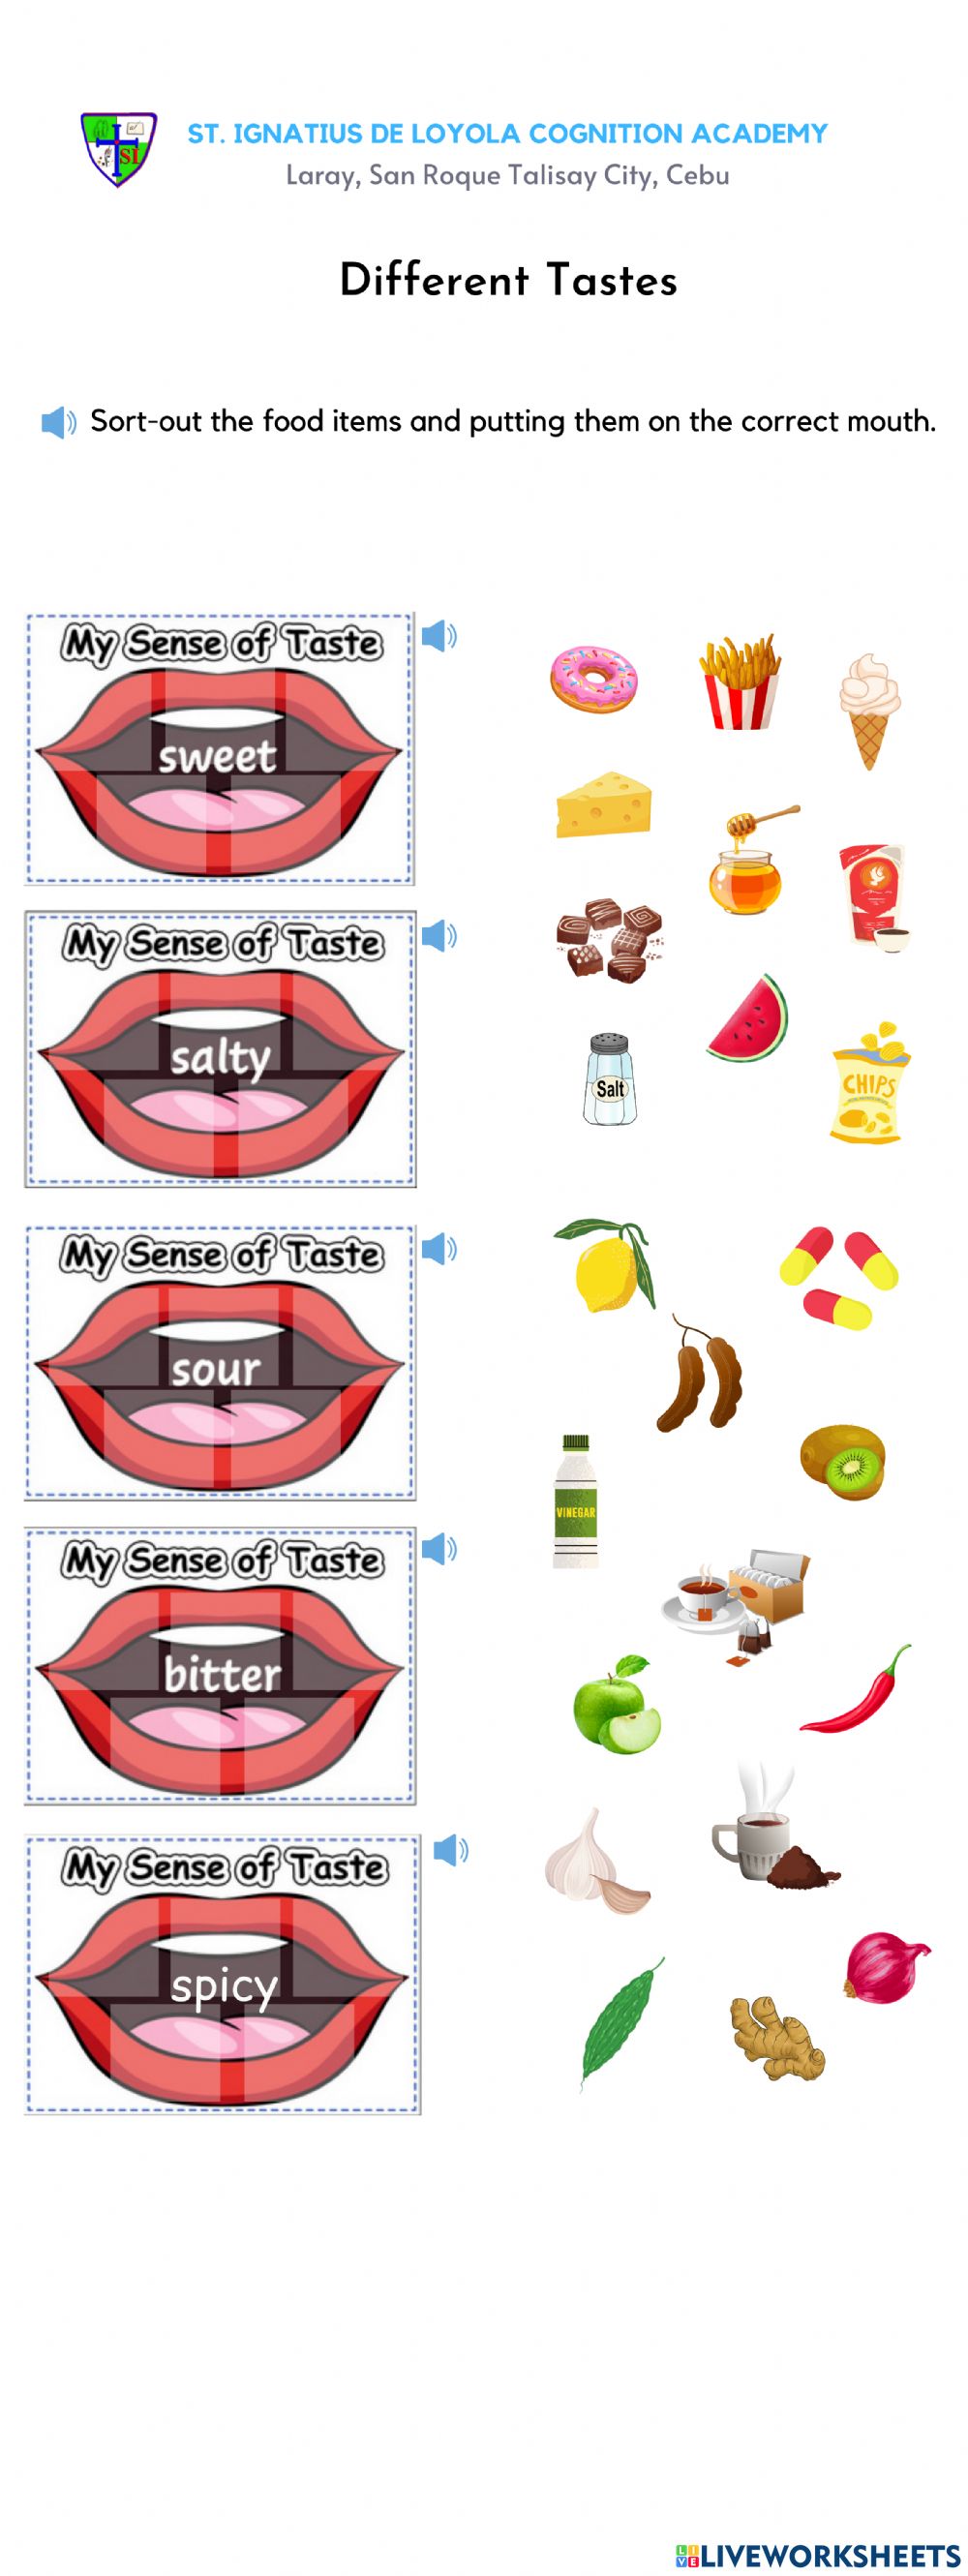 SL
ST. IGNATIUS DE LOYOLA COGNITION ACADEMY
Laray, San Roque Talisay City, Cebu
Different Tastes
Sort-out the food items and putting them on the correct mouth.
My Sense of Taste
sweet
My Sense of Taste
salty
Salt
CHIPS
My Sense of Taste
sour
VINEGAR
My Sense of Taste
bitter
My Sense of Taste
spicy
LIVEWORKSHEETS